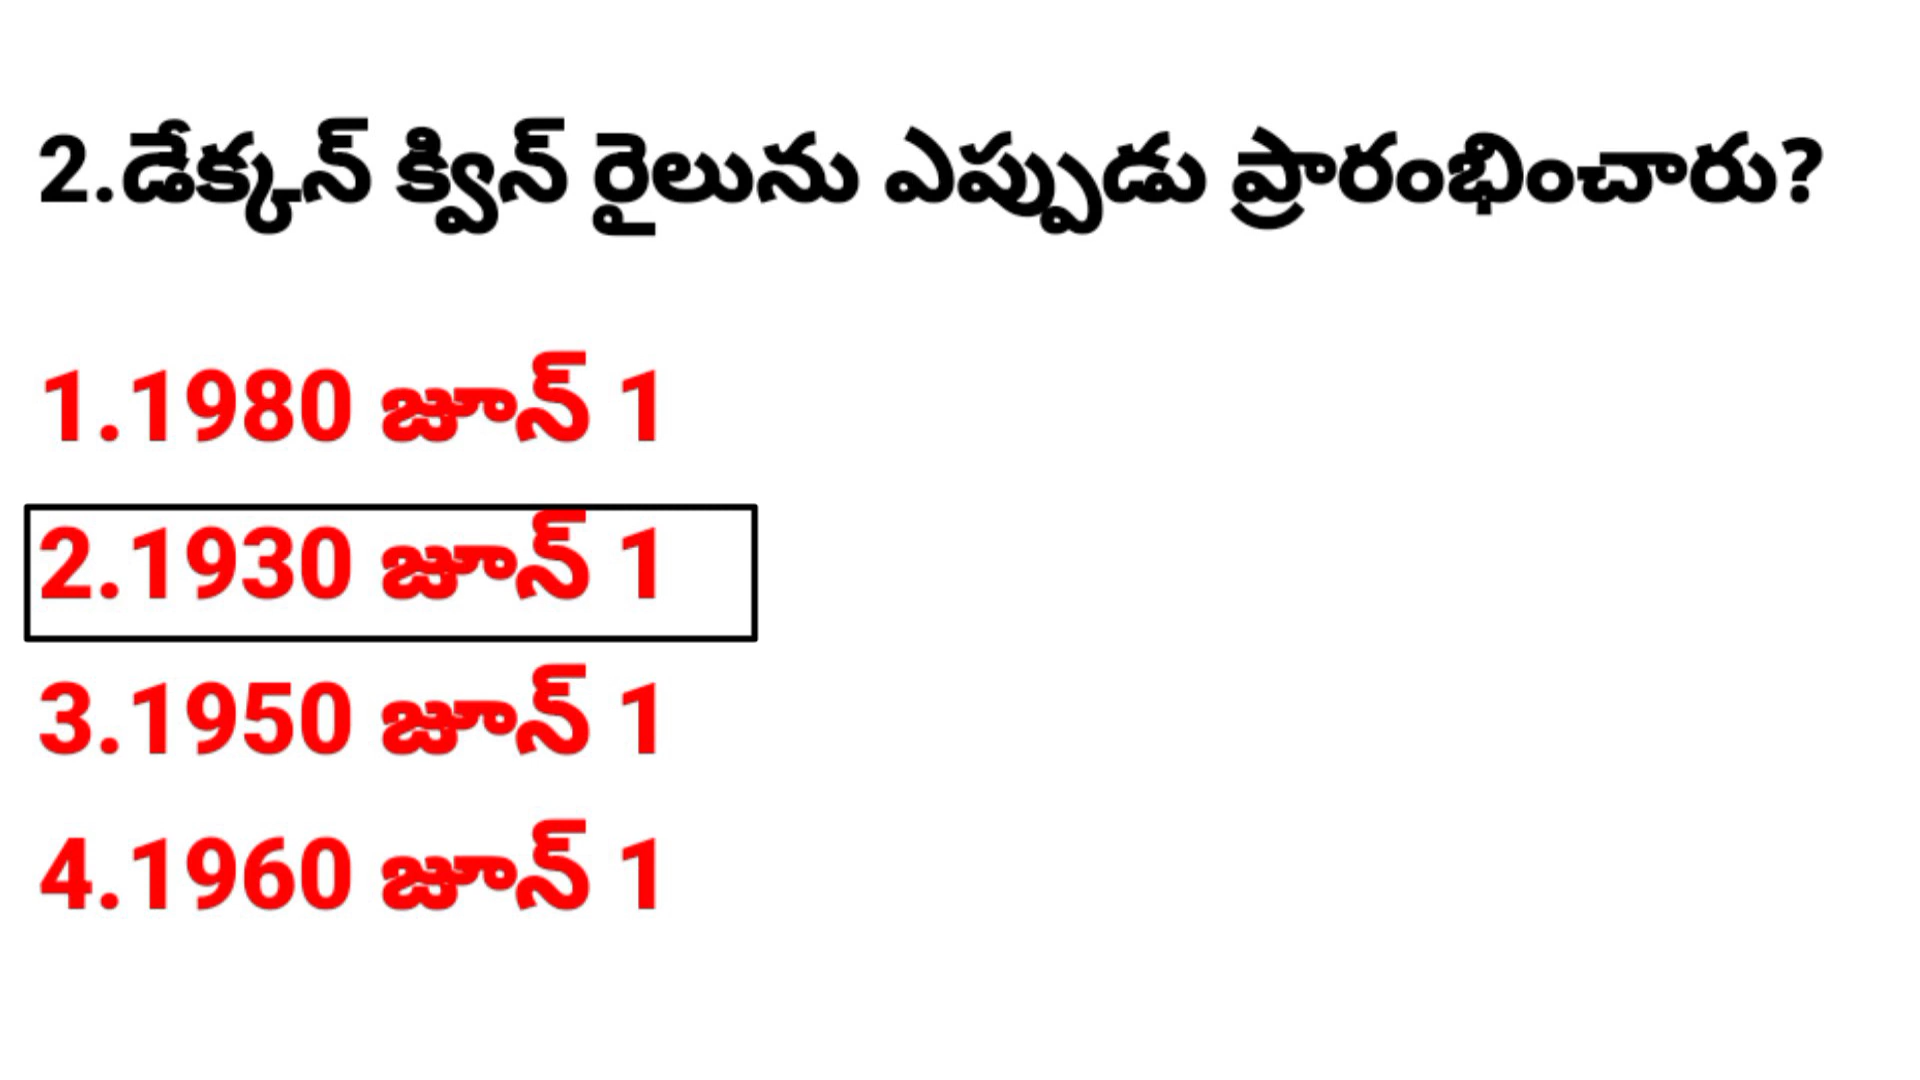 2.డేక్కన్ క్విన్ రైలును ఎప్పుడు ప్రారంభించారు?
1.1980 జూన్ 1
2.1930 జూన్ 1
3.1950 జూన్ 1
4.1960 జూన్ 1